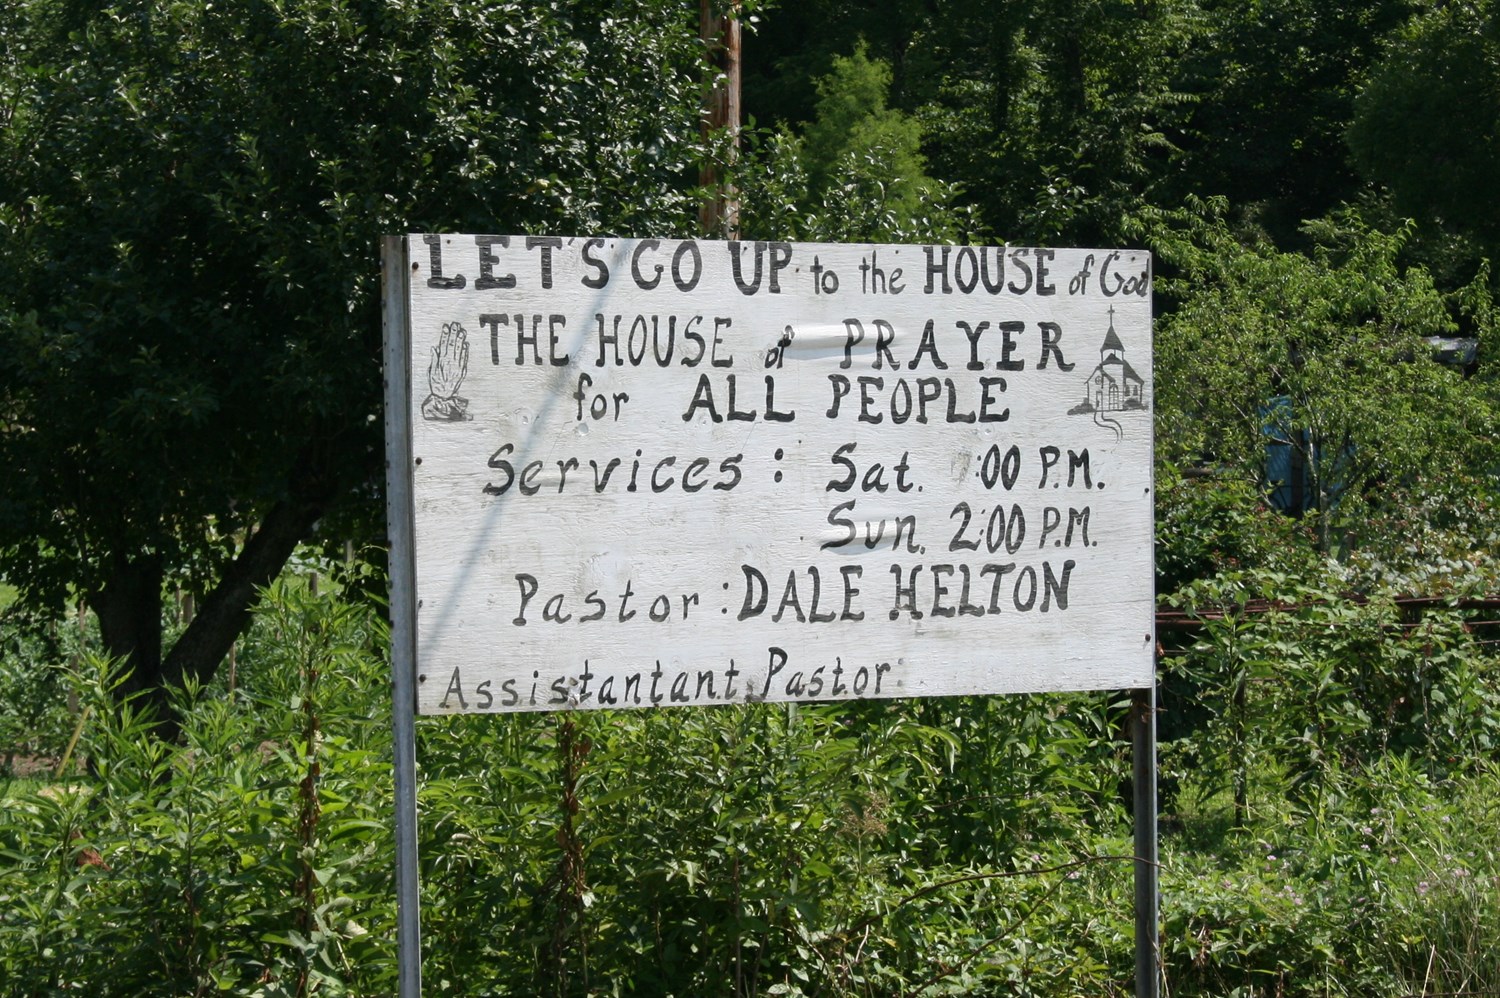 LET'S GO UP to the HOUSE of God
THE HOUSE of PRAYER
for ALL PEOPLE
Services: Sat. :00 P.M.
Sun. 2:00 P.M.
Pastor: DALE HELTON
Assistantant Pastor: